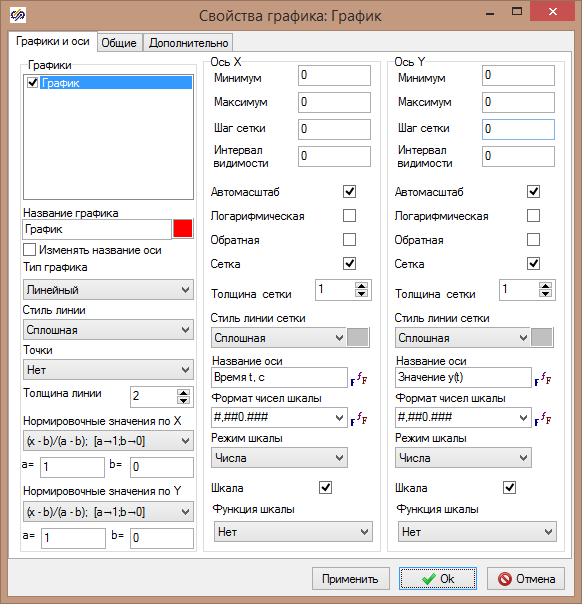 Свойства графика: График
Графики и оси
Общие
Дополнительно
Графики
График
Название графика
График
Изменять название оси
Тип графика
Линейный
Стиль линии
Сплошная
Точки
Нет
Толщина линии 2
Нормировочные значения по X
(x - b)/(a - b);  [a→1;b→0]
a= 1 b= 0
Нормировочные значения по Y
(x - b)/(a - b);  [a→1;b→0]
a= 1 b= 0
Ось X
Минимум 0
Максимум 0
Шаг сетки 0
Интервал
видимости 0
Автомасштаб
Логарифмическая
Обратная
Сетка
Толщина сетки 1
Стиль линии сетки
Сплошная
Название оси
Время t, c
Формат чисел шкалы
#,##0.###
Режим шкалы
Числа
Шкала
Функция шкалы
Нет
Ось Y
Минимум 0
Максимум 0
Шаг сетки 0
Интервал
видимости 0
Автомасштаб
Логарифмическая
Обратная
Сетка
Толщина сетки 1
Стиль линии сетки
Сплошная
Название оси
Значение y(t)
Формат чисел шкалы
#,##0.###
Режим шкалы
Числа
Шкала
Функция шкалы
Нет
Применить
Ok
Отмена